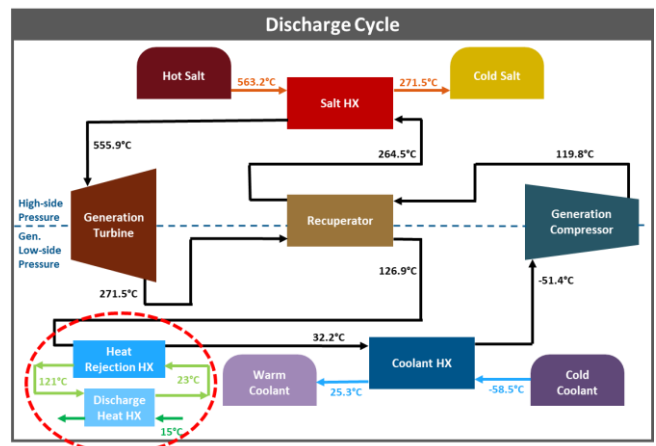 Discharge Cycle
Hot Salt
563.2°C
Salt HX
271.5°C
Cold Salt
555.9°C
264.5°C
119.8°C
High-side
Pressure
Gen.
Low-side
Pressure
Generation
Turbine
Recuperator
Generation
Compressor
271.5°C
126.9°C
-51.4°C
32.2°C
Heat
Rejection HX
121°C
23°C
Discharge
Heat HX
15°C
Warm
Coolant
25.3°C
Coolant HX
-58.5°C
Cold
Coolant